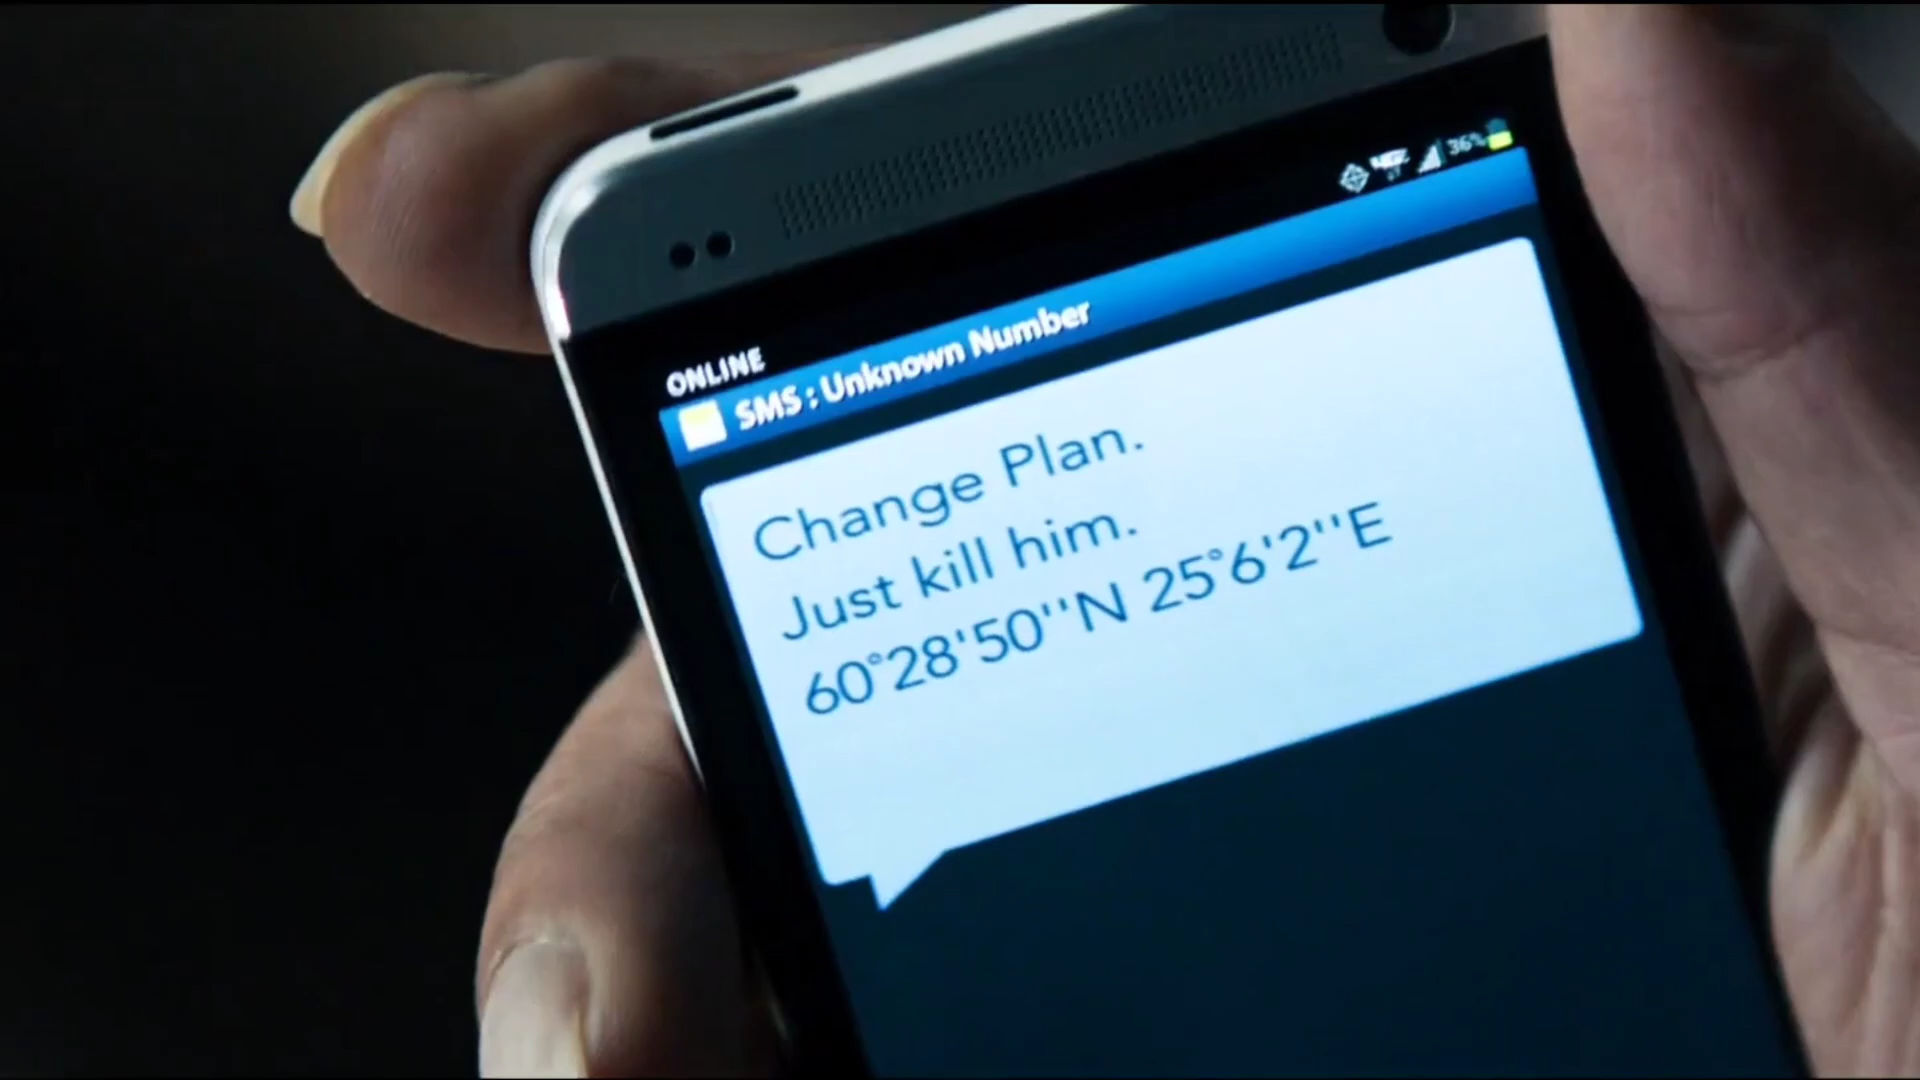 36%
ONLINE
SMS : Unknown Number
Change Plan.
Just kill him.
60°28'50''N 25°6'2''E